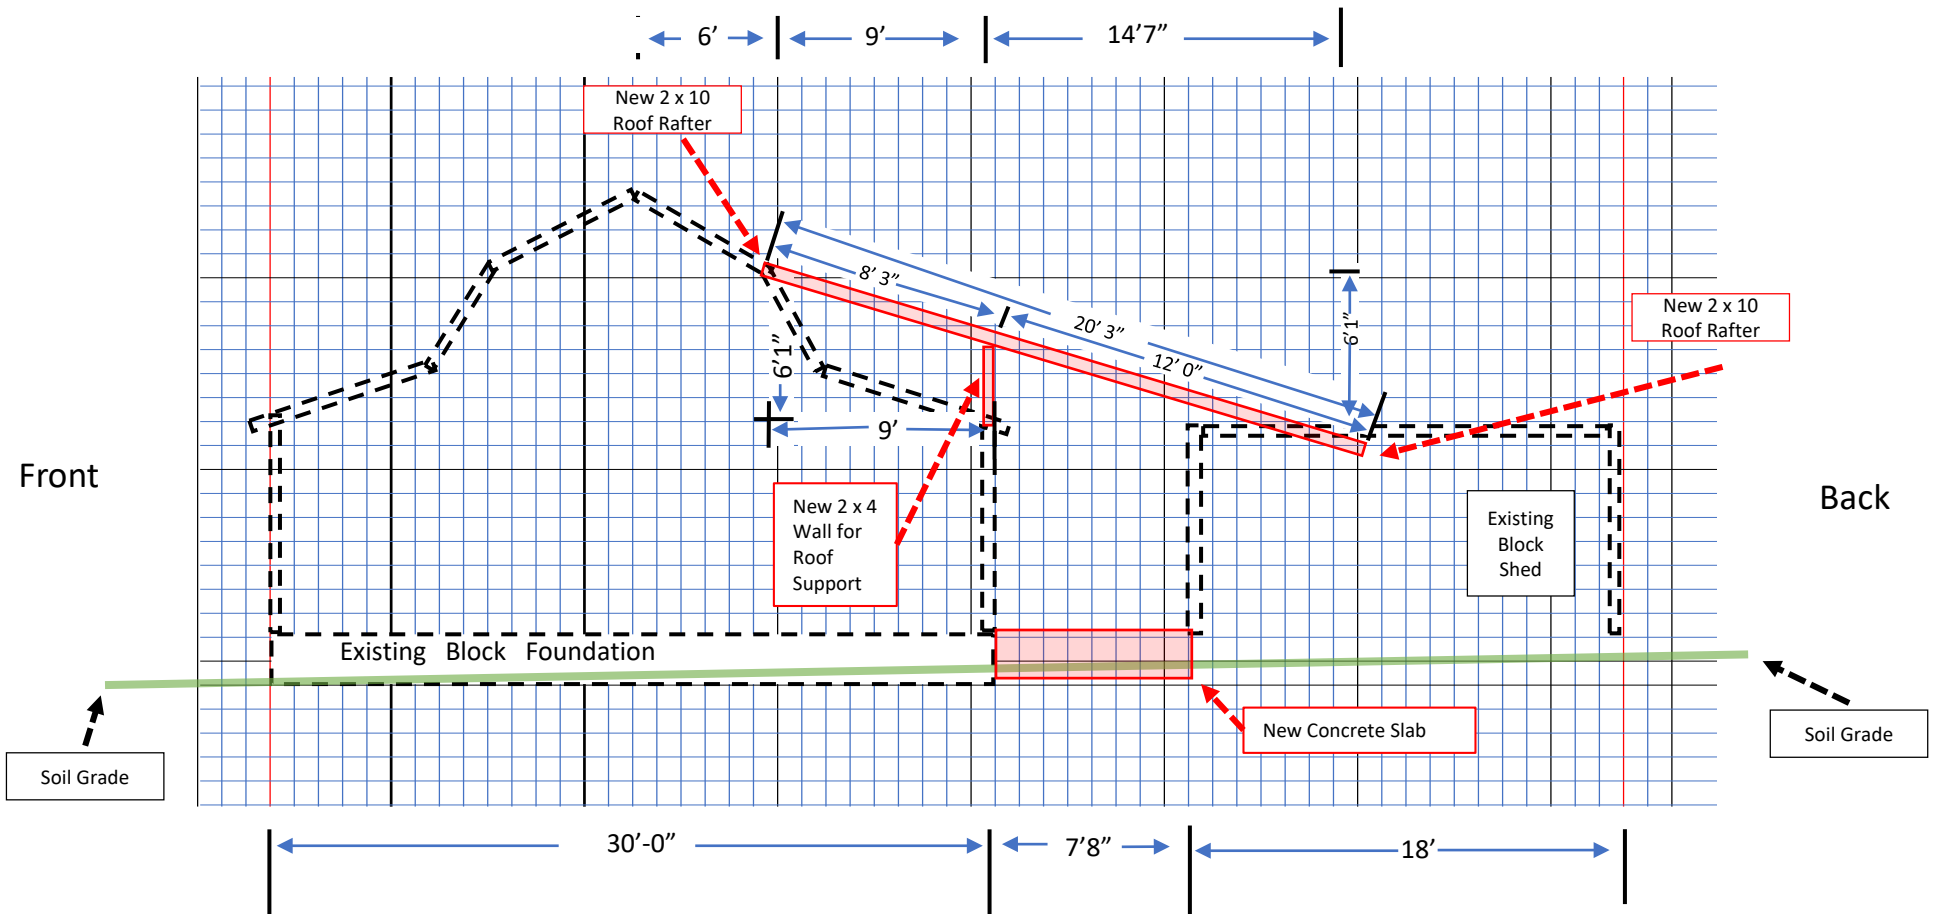 6’
9’
14’7”
New 2 x 10
Roof Rafter
8’ 3”
20’ 3”
12’ 0”
6’1”
6’1”
New 2 x 10
Roof Rafter
9’
Front
New 2 x 4
Wall for
Roof
Support
Existing
Block
Shed
Back
Existing Block Foundation
New Concrete Slab
Soil Grade
Soil Grade
30’-0”
7’8”
18’